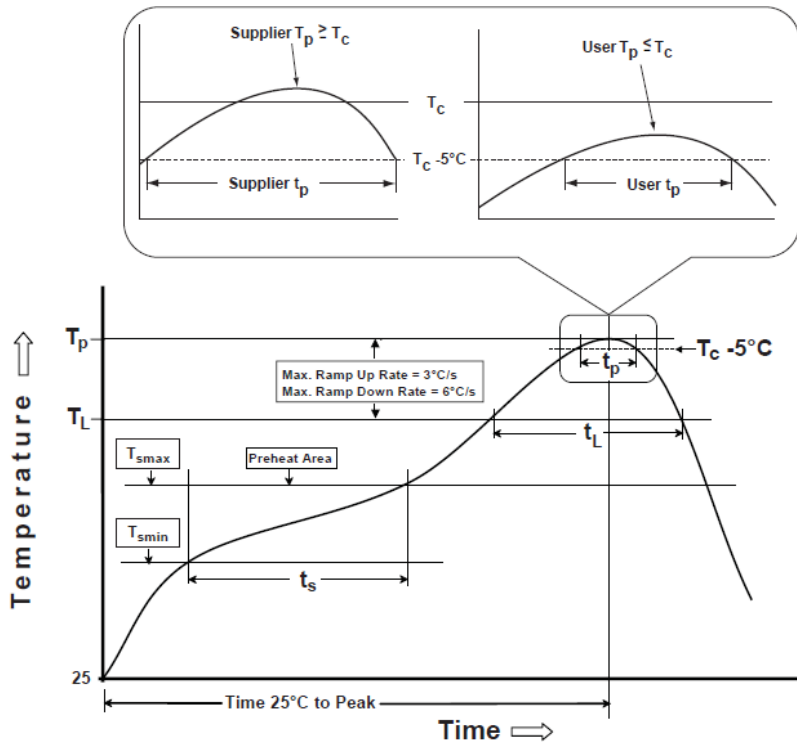 Supplier Tp ≥ Tc
User Tp ≤ Tc
Tc
Tc -5°C
Supplier tp
User tp
Tp
Tc -5°C
Max. Ramp Up Rate = 3°C/s
Max. Ramp Down Rate = 6°C/s
tp
TL
tL
Tsmax
Preheat Area
Tsmin
ts
Temperature
25
Time 25°C to Peak
Time